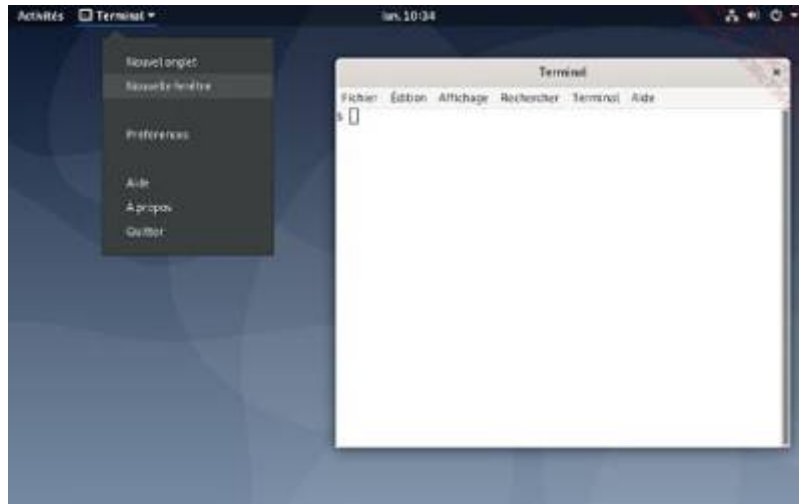 Activités Terminal lun. 10:34
Nouvel onglet
Nouvelle fenêtre
Préférences
Aide
À propos
Quitter
Terminal
Fichier Édition Affichage Rechercher Terminal Aide
$